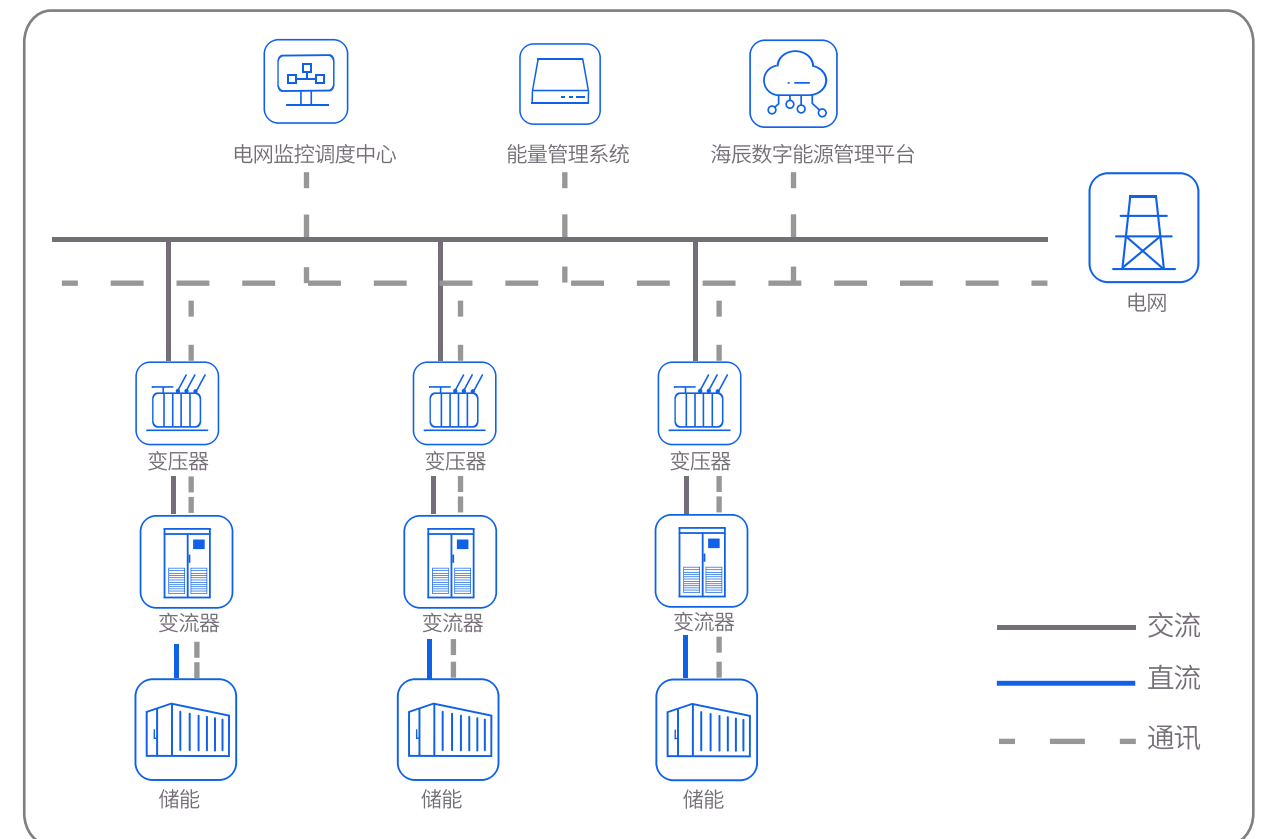 电网监控调度中心
能量管理系统
海辰数字能源管理平台
电网
变压器
变压器
变压器
变流器
变流器
变流器
交流
直流
通讯
储能
储能
储能